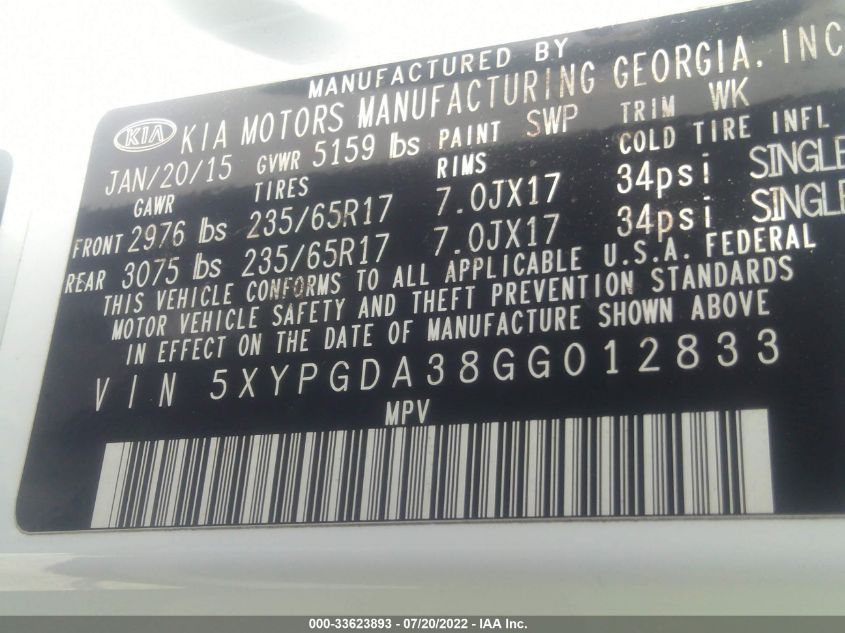 MANUFACTURED BY
KIA KIA MOTORS MANUFACTURING GEORGIA, INC
JAN/20/15 GVWR 5159 lbs PAINT SWP TRIM WK
GAWR TIRES RIMS COLD TIRE INFL
FRONT 2976 lbs 235/65R17 7.0JX17 34psi SINGLE
REAR 3075 lbs 235/65R17 7.0JX17 34psi SINGLE
THIS VEHICLE CONFORMS TO ALL APPLICABLE U.S.A. FEDERAL
MOTOR VEHICLE SAFETY AND THEFT PREVENTION STANDARDS
IN EFFECT ON THE DATE OF MANUFACTURE SHOWN ABOVE
VIN 5XYPGDA38GG012833
MPV
000-33623893 / 07/20/2022 - IAA Inc.